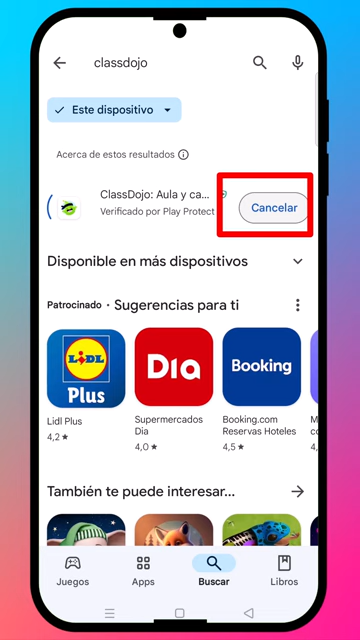 classdojo
Este dispositivo
Acerca de estos resultados
ClassDojo: Aula y ca...
Verificado por Play Protect
Cancelar
Disponible en más dispositivos
Patrocinado · Sugerencias para ti
LIDL
Plus
Dia
Booking
Lidl Plus
4,2★
Supermercados
Dia
4,0★
Booking.com
Reservas Hoteles
4,5★
M
co
4,
También te puede interesar...
Juegos
Apps
Buscar
Libros